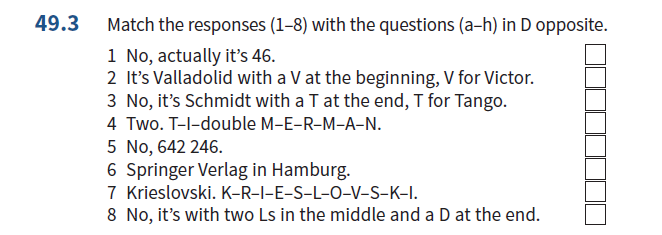 49.3 Match the responses (1–8) with the questions (a–h) in D opposite.
1 No, actually it's 46.
2 It's Valladolid with a V at the beginning, V for Victor.
3 No, it's Schmidt with a T at the end, T for Tango.
4 Two. T–I–double M–E–R–M–A–N.
5 No, 642 246.
6 Springer Verlag in Hamburg.
7 Krieslovski. K–R–I–E–S–L–O–V–S–K–I.
8 No, it's with two Ls in the middle and a D at the end.